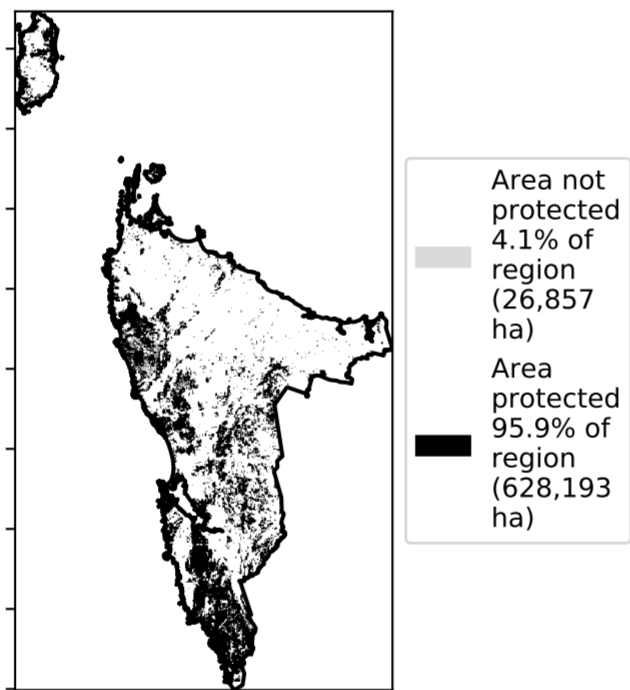 Area not
protected
4.1% of
region
(26,857
ha)
Area
protected
95.9% of
region
(628,193
ha)